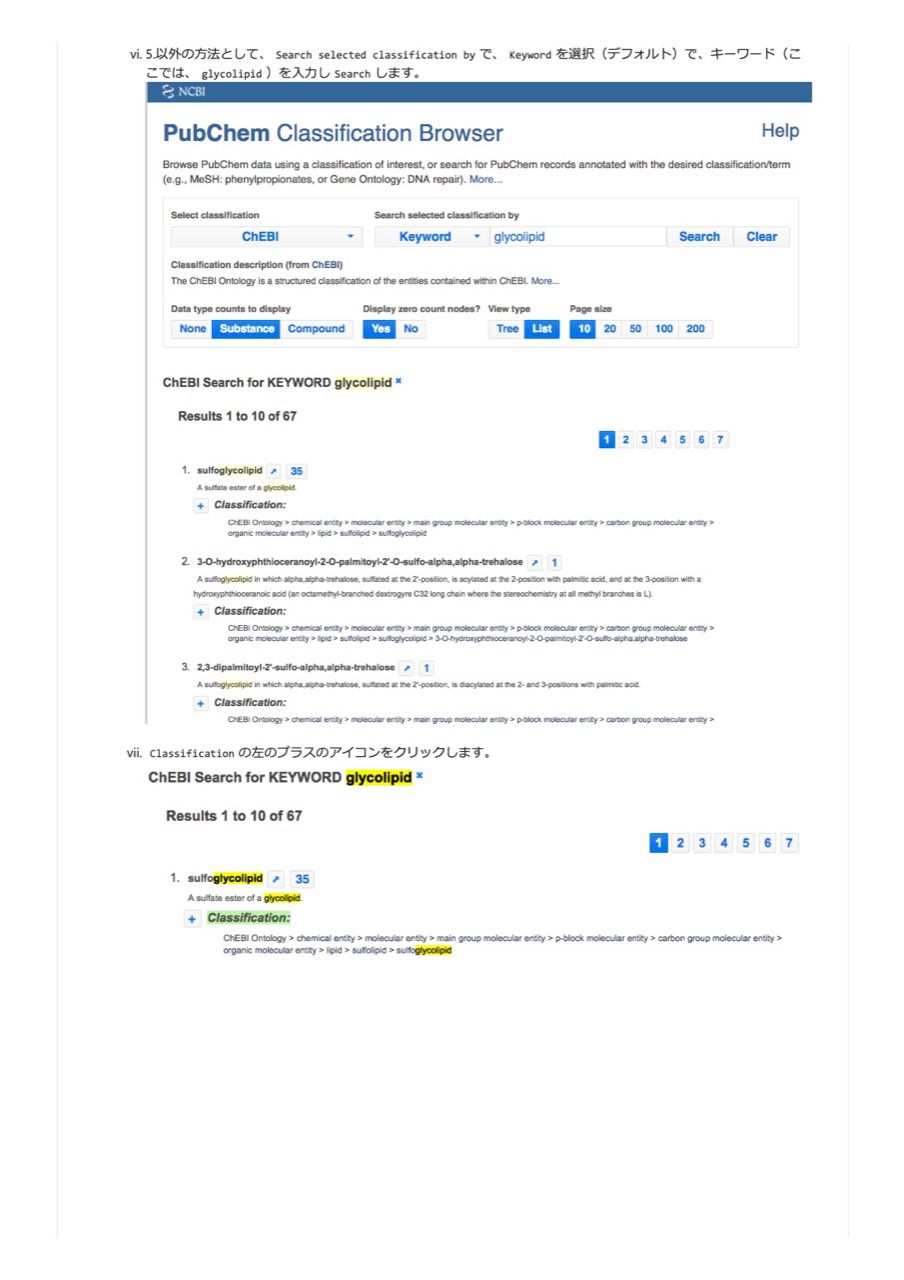 vi. 5.以外の方法として、 Search selected classification by で、 Keyword を選択（デフォルト）で、キーワード（こ
こでは、 glycolipid ）を入力し Search します。
NCBI
PubChem Classification Browser Help
Browse PubChem data using a classification of interest, or search for PubChem records annotated with the desired classification/term
(e.g., MeSH: phenylpropionates, or Gene Ontology: DNA repair). More...
Select classification Search selected classification by
ChEBI Keyword glycolipid Search Clear
Classification description (from ChEBI)
The ChEBI Ontology is a structured classification of the entities contained within ChEBI. More...
Data type counts to display Display zero count nodes? View type Page size
None Substance Compound Yes No Tree List 10 20 50 100 200
ChEBI Search for KEYWORD glycolipid ×
Results 1 to 10 of 67
1 2 3 4 5 6 7
1. sulfoglycolipid ↗ 35
A sulfate ester of a glycolipid.
+ Classification:
ChEBI Ontology > chemical entity > molecular entity > main group molecular entity > p-block molecular entity > carbon group molecular entity >
organic molecular entity > lipid > sulfolipid > sulfoglycolipid
2. 3-O-hydroxyphthioceranoyl-2-O-palmitoyl-2'-O-sulfo-alpha,alpha-trehalose ↗ 1
A sulfoglycolipid in which alpha,alpha-trehalose, sulfated at the 2'-position, is acylated at the 2-position with palmitic acid, and at the 3-position with a
hydroxyphthioceranoic acid (an octamethyl-branched dextrogyre C32 long chain where the stereochemistry at all methyl branches is L).
+ Classification:
ChEBI Ontology > chemical entity > molecular entity > main group molecular entity > p-block molecular entity > carbon group molecular entity >
organic molecular entity > lipid > sulfolipid > sulfoglycolipid > 3-O-hydroxyphthioceranoyl-2-O-palmitoyl-2'-O-sulfo-alpha,alpha-trehalose
3. 2,3-dipalmitoyl-2'-sulfo-alpha,alpha-trehalose ↗ 1
A sulfoglycolipid in which alpha,alpha-trehalose, sulfated at the 2'-position, is diacylated at the 2- and 3-positions with palmitic acid.
+ Classification:
ChEBI Ontology > chemical entity > molecular entity > main group molecular entity > p-block molecular entity > carbon group molecular entity >
vii. Classification の左のプラスのアイコンをクリックします。
ChEBI Search for KEYWORD glycolipid ×
Results 1 to 10 of 67
1 2 3 4 5 6 7
1. sulfoglycolipid ↗ 35
A sulfate ester of a glycolipid.
+ Classification:
ChEBI Ontology > chemical entity > molecular entity > main group molecular entity > p-block molecular entity > carbon group molecular entity >
organic molecular entity > lipid > sulfolipid > sulfoglycolipid